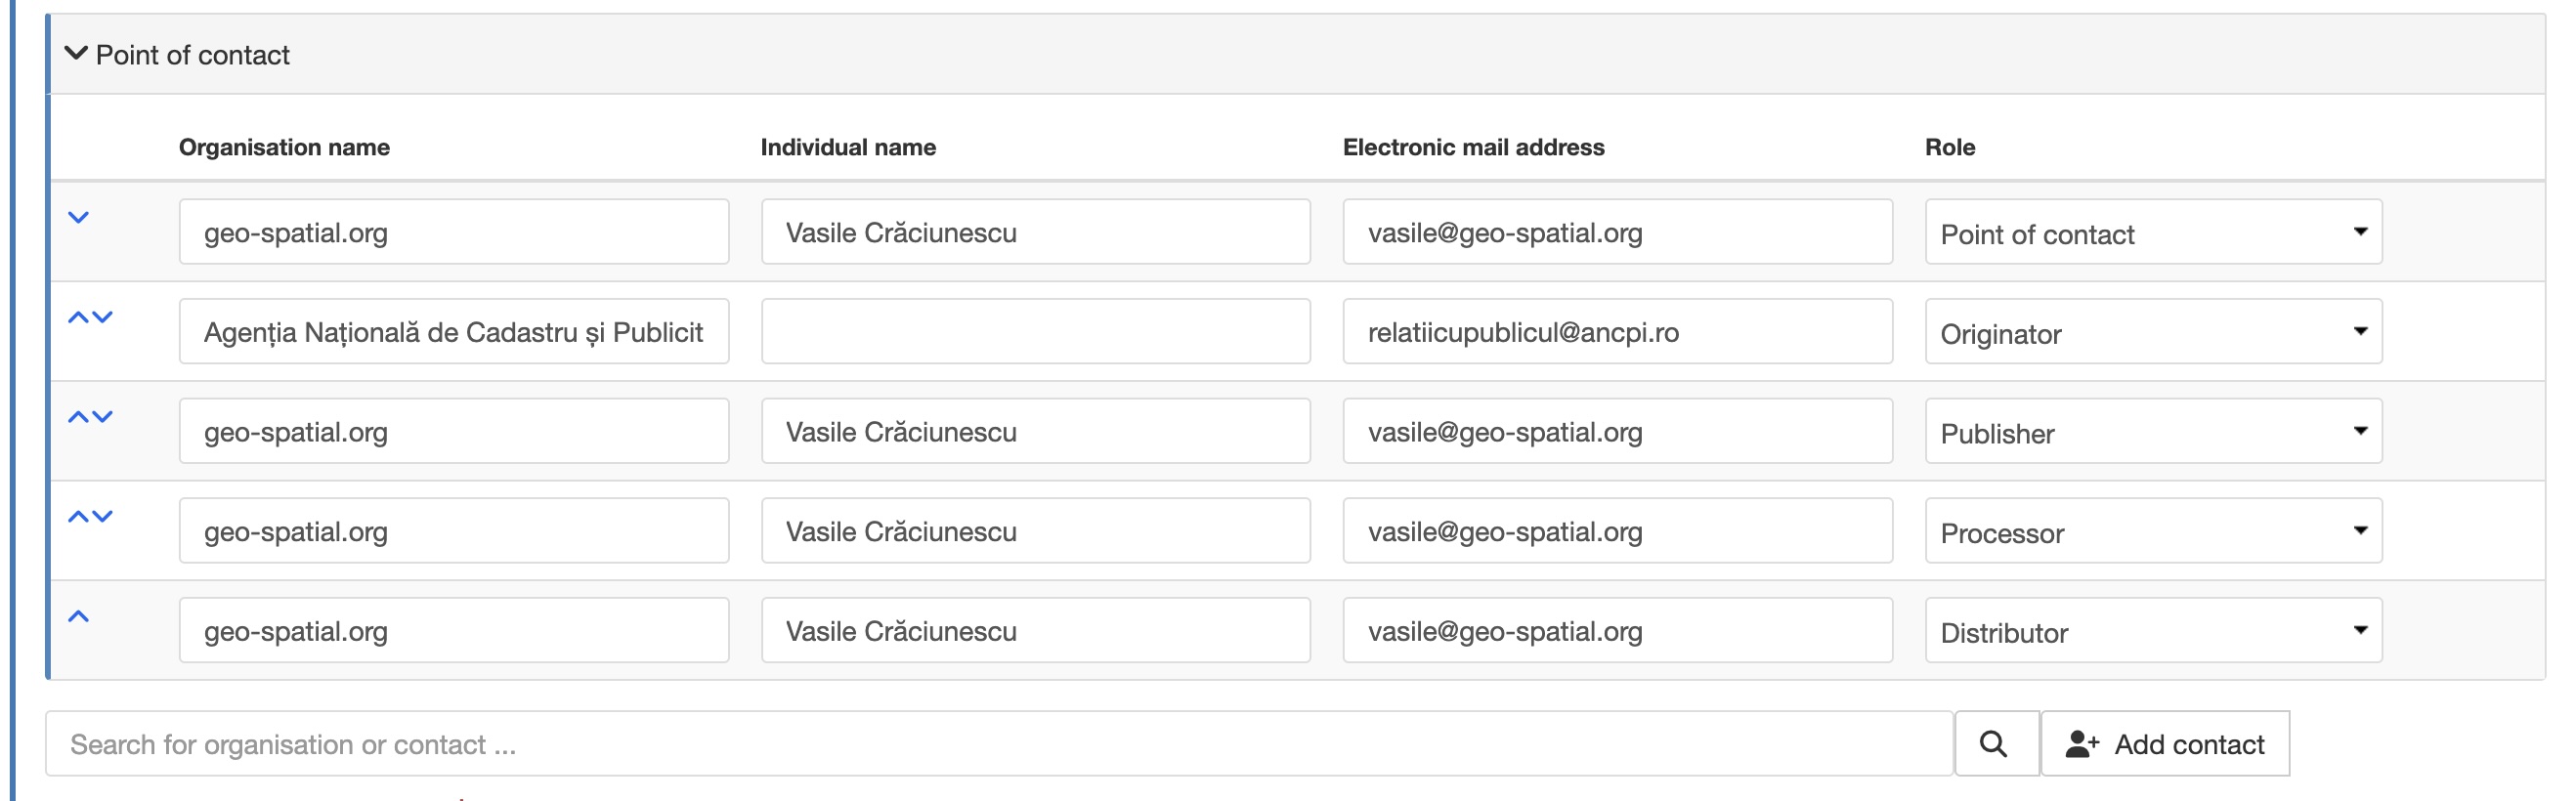 Point of contact
Organisation name Individual name Electronic mail address Role
geo-spatial.org Vasile Crăciunescu vasile@geo-spatial.org Point of contact
Agenția Națională de Cadastru și Publicit relatiicupublicul@ancpi.ro Originator
geo-spatial.org Vasile Crăciunescu vasile@geo-spatial.org Publisher
geo-spatial.org Vasile Crăciunescu vasile@geo-spatial.org Processor
geo-spatial.org Vasile Crăciunescu vasile@geo-spatial.org Distributor
Search for organisation or contact ... Add contact